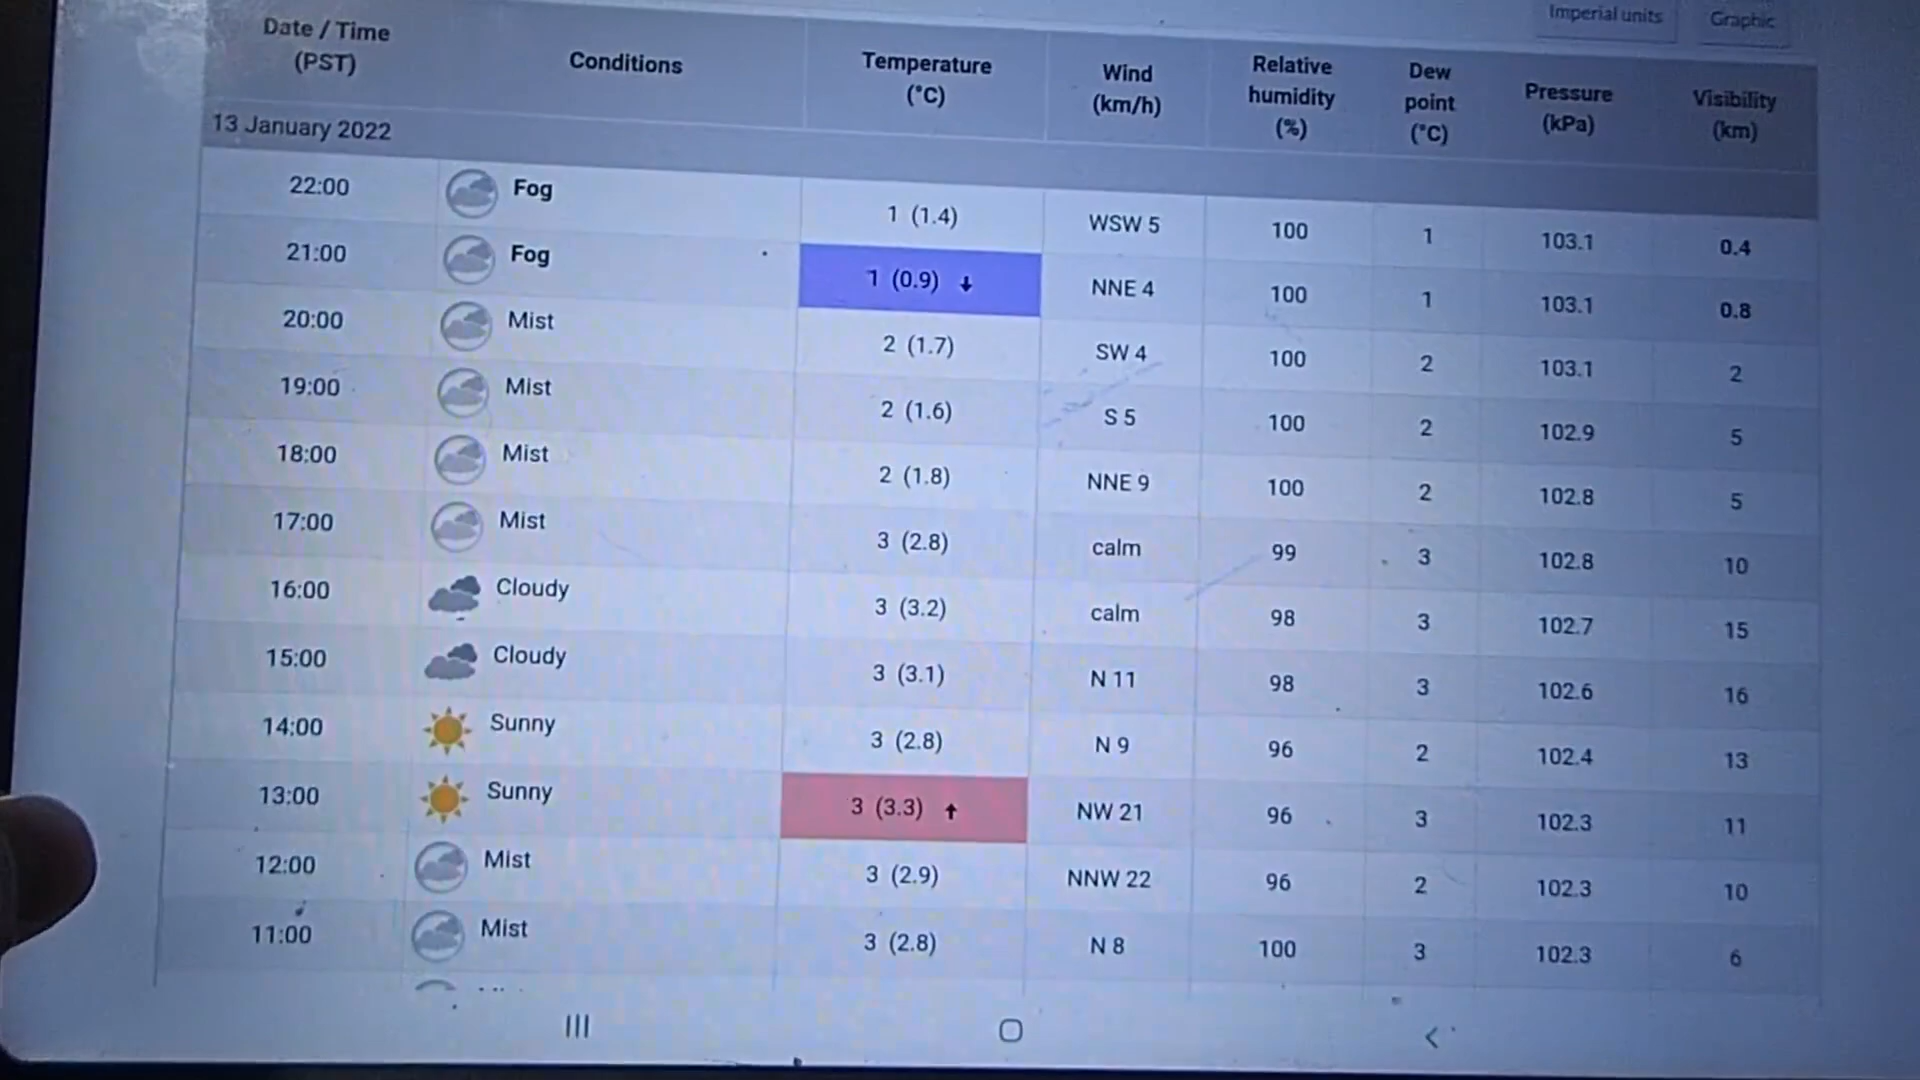 Imperial units Graphic
Date / Time (PST) Conditions Temperature (°C) Wind (km/h) Relative humidity (%) Dew point (°C) Pressure (kPa) Visibility (km)
13 January 2022
22:00 Fog 1 (1.4) WSW 5 100 1 103.1 0.4
21:00 Fog 1 (0.9) ↓ NNE 4 100 1 103.1 0.8
20:00 Mist 2 (1.7) SW 4 100 2 103.1 2
19:00 Mist 2 (1.6) S 5 100 2 102.9 5
18:00 Mist 2 (1.8) NNE 9 100 2 102.8 5
17:00 Mist 3 (2.8) calm 99 3 102.8 10
16:00 Cloudy 3 (3.2) calm 98 3 102.7 15
15:00 Cloudy 3 (3.1) N 11 98 3 102.6 16
14:00 Sunny 3 (2.8) N 9 96 2 102.4 13
13:00 Sunny 3 (3.3) ↑ NW 21 96 3 102.3 11
12:00 Mist 3 (2.9) NNW 22 96 2 102.3 10
11:00 Mist 3 (2.8) N 8 100 3 102.3 6